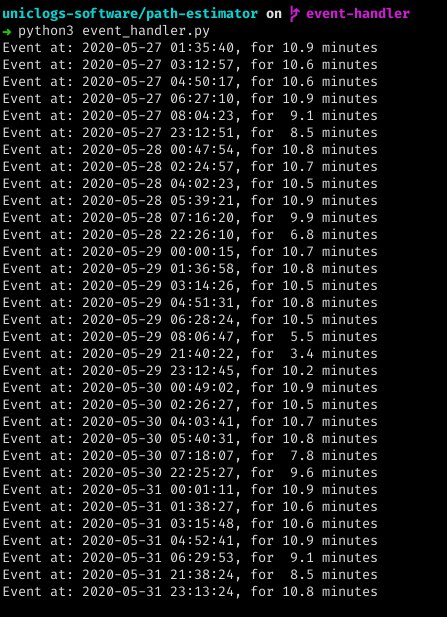 uniclogs-software/path-estimator on event-handler
➜ python3 event_handler.py
Event at: 2020-05-27 01:35:40, for 10.9 minutes
Event at: 2020-05-27 03:12:57, for 10.6 minutes
Event at: 2020-05-27 04:50:17, for 10.6 minutes
Event at: 2020-05-27 06:27:10, for 10.9 minutes
Event at: 2020-05-27 08:04:23, for  9.1 minutes
Event at: 2020-05-27 23:12:51, for  8.5 minutes
Event at: 2020-05-28 00:47:54, for 10.8 minutes
Event at: 2020-05-28 02:24:57, for 10.7 minutes
Event at: 2020-05-28 04:02:23, for 10.5 minutes
Event at: 2020-05-28 05:39:21, for 10.9 minutes
Event at: 2020-05-28 07:16:20, for  9.9 minutes
Event at: 2020-05-28 22:26:10, for  6.8 minutes
Event at: 2020-05-29 00:00:15, for 10.7 minutes
Event at: 2020-05-29 01:36:58, for 10.8 minutes
Event at: 2020-05-29 03:14:26, for 10.5 minutes
Event at: 2020-05-29 04:51:31, for 10.8 minutes
Event at: 2020-05-29 06:28:24, for 10.5 minutes
Event at: 2020-05-29 08:06:47, for  5.5 minutes
Event at: 2020-05-29 21:40:22, for  3.4 minutes
Event at: 2020-05-29 23:12:45, for 10.2 minutes
Event at: 2020-05-30 00:49:02, for 10.9 minutes
Event at: 2020-05-30 02:26:27, for 10.5 minutes
Event at: 2020-05-30 04:03:41, for 10.7 minutes
Event at: 2020-05-30 05:40:31, for 10.8 minutes
Event at: 2020-05-30 07:18:07, for  7.8 minutes
Event at: 2020-05-30 22:25:27, for  9.6 minutes
Event at: 2020-05-31 00:01:11, for 10.9 minutes
Event at: 2020-05-31 01:38:27, for 10.6 minutes
Event at: 2020-05-31 03:15:48, for 10.6 minutes
Event at: 2020-05-31 04:52:41, for 10.9 minutes
Event at: 2020-05-31 06:29:53, for  9.1 minutes
Event at: 2020-05-31 21:38:24, for  8.5 minutes
Event at: 2020-05-31 23:13:24, for 10.8 minutes